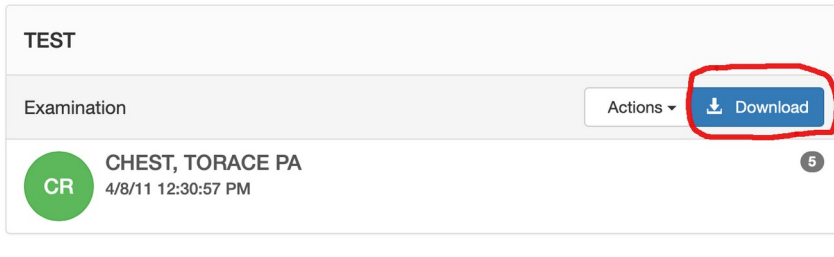 TEST
Examination Actions Download
CHEST, TORACE PA 5
CR 4/8/11 12:30:57 PM